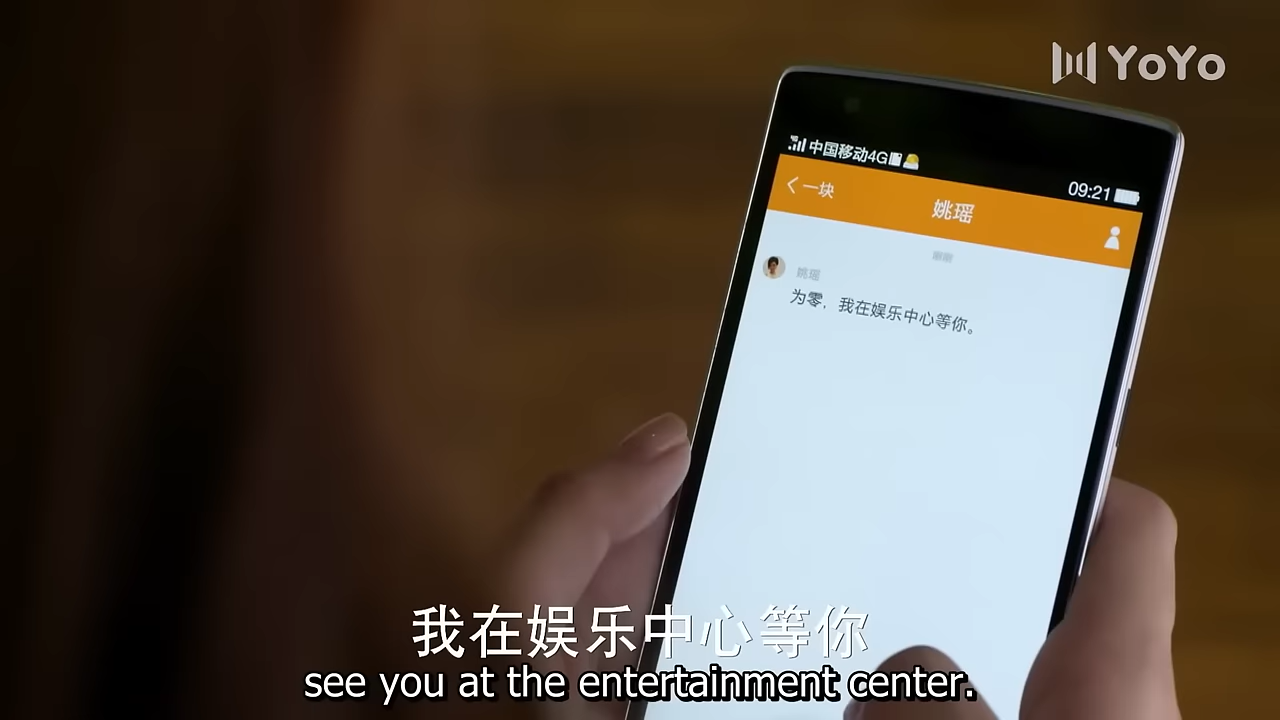 YoYo
中国移动4G
09:21
一块
姚瑶
刚刚
姚瑶
为零，我在娱乐中心等你。
我在娱乐中心等你
see you at the entertainment center.